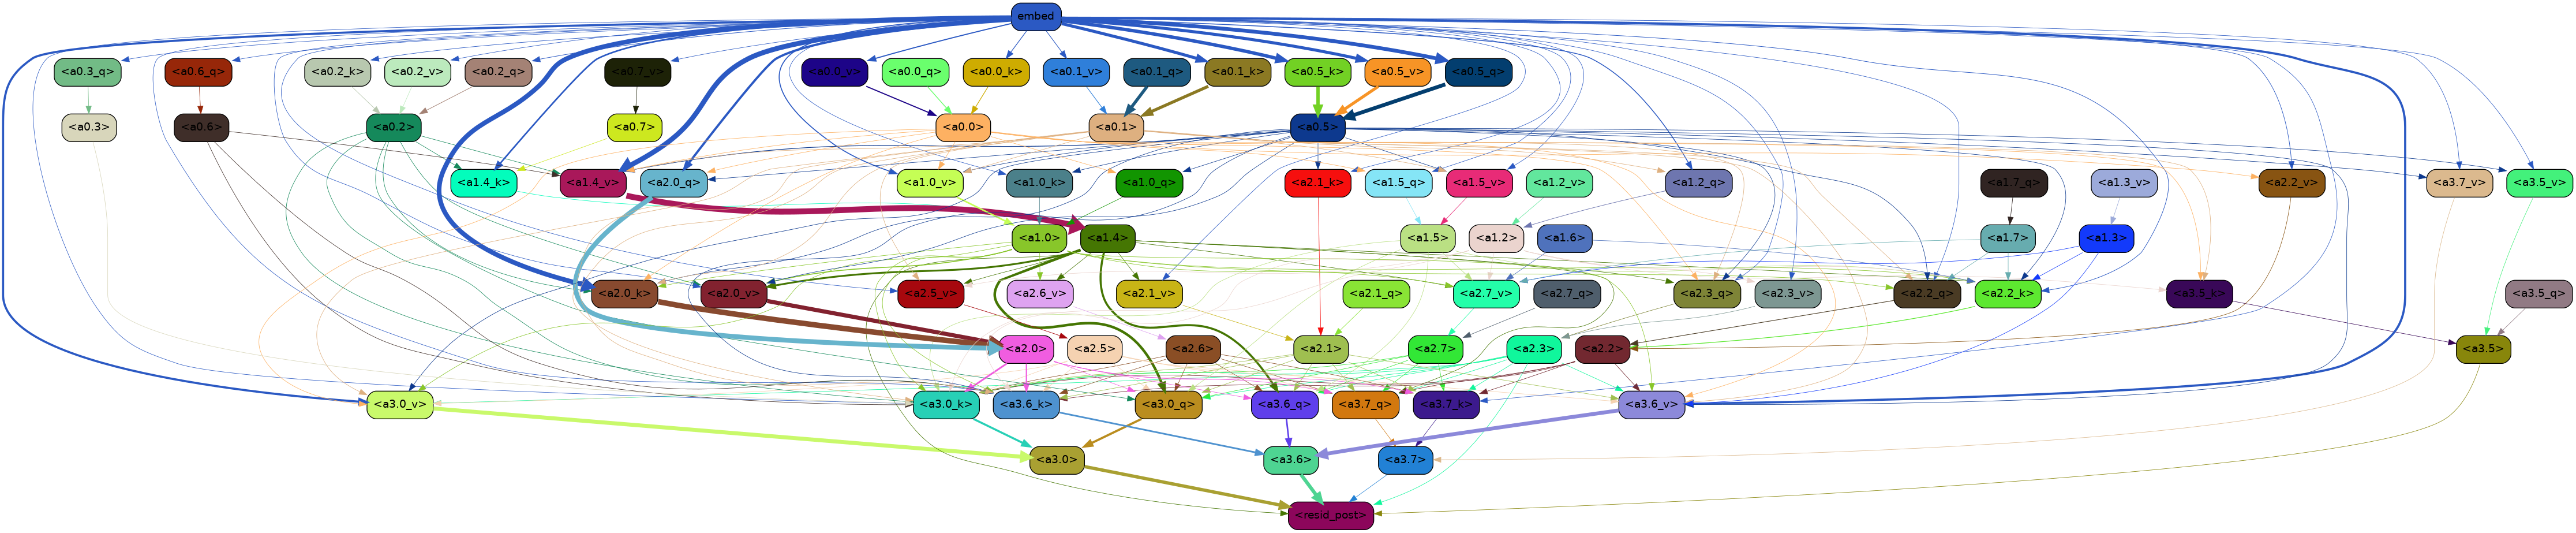 embed
<a0.3_q> <a0.6_q> <a0.2_k> <a0.2_v> <a0.2_q> <a0.7_v> <a0.0_v> <a0.0_q> <a0.0_k> <a0.1_v> <a0.1_q> <a0.1_k> <a0.5_k> <a0.5_v> <a0.5_q>
<a0.3> <a0.6> <a0.2> <a0.7> <a0.0> <a0.1> <a0.5>
<a1.4_k> <a1.4_v> <a2.0_q> <a1.0_v> <a1.0_k> <a1.0_q> <a2.1_k> <a1.5_q> <a1.5_v> <a1.2_v> <a1.2_q> <a1.7_q> <a1.3_v> <a2.2_v> <a3.7_v> <a3.5_v>
<a1.0> <a1.4> <a1.5> <a1.2> <a1.6> <a1.7> <a1.3>
<a2.0_k> <a2.0_v> <a2.5_v> <a2.6_v> <a2.1_v> <a2.1_q> <a2.7_v> <a2.7_q> <a2.3_q> <a2.3_v> <a2.2_q> <a2.2_k> <a3.5_k> <a3.5_q>
<a2.0> <a2.5> <a2.6> <a2.1> <a2.7> <a2.3> <a2.2> <a3.5>
<a3.0_v> <a3.0_k> <a3.6_k> <a3.0_q> <a3.6_q> <a3.7_q> <a3.7_k> <a3.6_v>
<a3.0> <a3.6> <a3.7>
<resid_post>